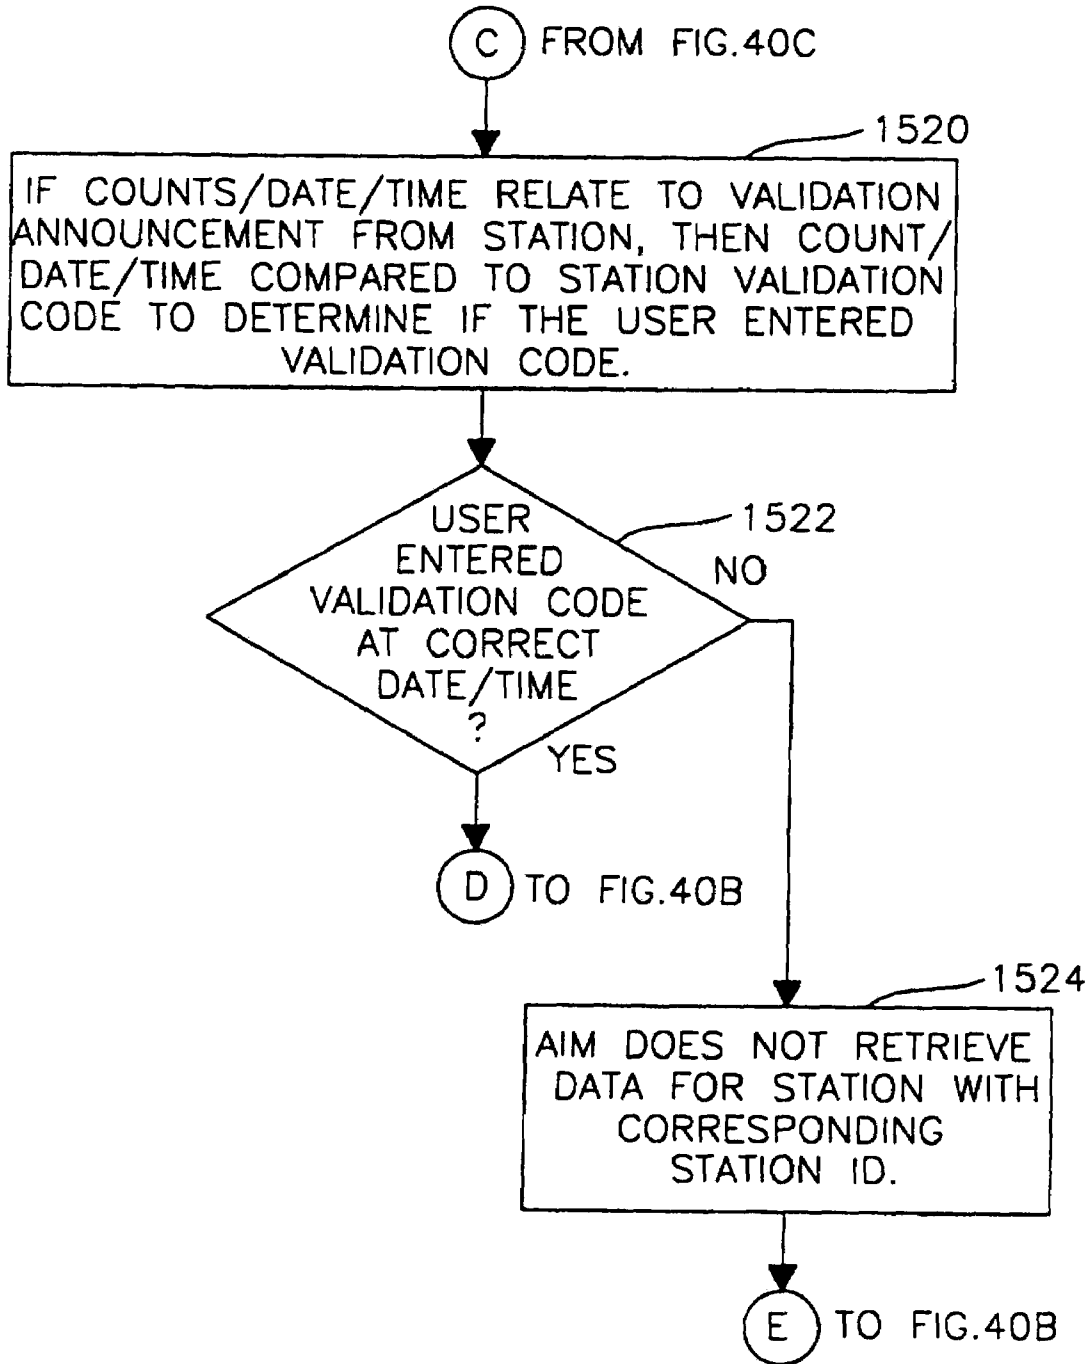 C FROM FIG.40C
1520
IF COUNTS/DATE/TIME RELATE TO VALIDATION
ANNOUNCEMENT FROM STATION, THEN COUNT/
DATE/TIME COMPARED TO STATION VALIDATION
CODE TO DETERMINE IF THE USER ENTERED
VALIDATION CODE.
1522
USER
ENTERED
VALIDATION CODE
AT CORRECT
DATE/TIME
?
NO
YES
D TO FIG.40B
1524
AIM DOES NOT RETRIEVE
DATA FOR STATION WITH
CORRESPONDING
STATION ID.
E TO FIG.40B